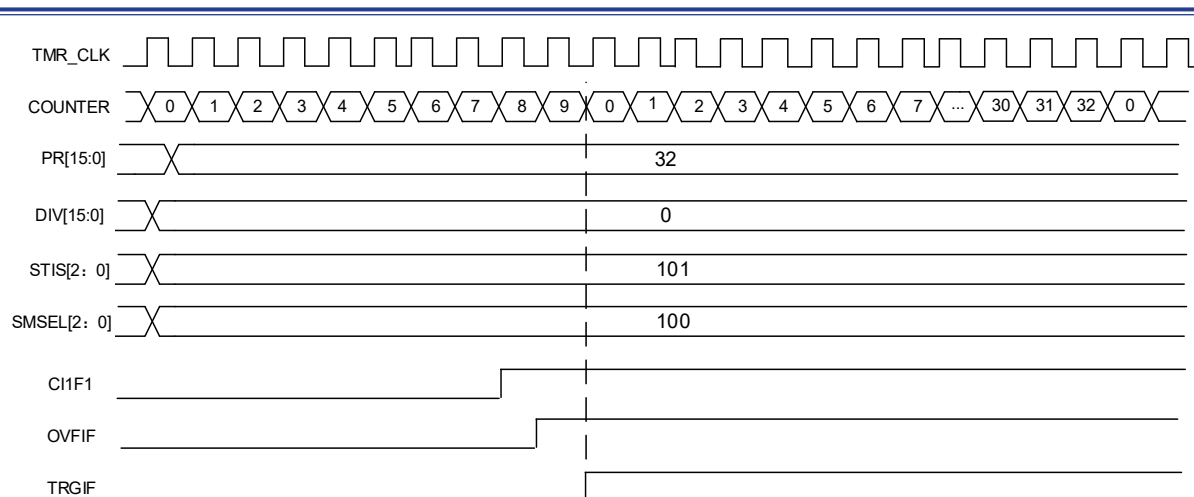 TMR_CLK
COUNTER 0 1 2 3 4 5 6 7 8 9 0 1 2 3 4 5 6 7 ... 30 31 32 0
PR[15:0] 32
DIV[15:0] 0
STIS[2：0] 101
SMSEL[2：0] 100
CI1F1
OVFIF
TRGIF